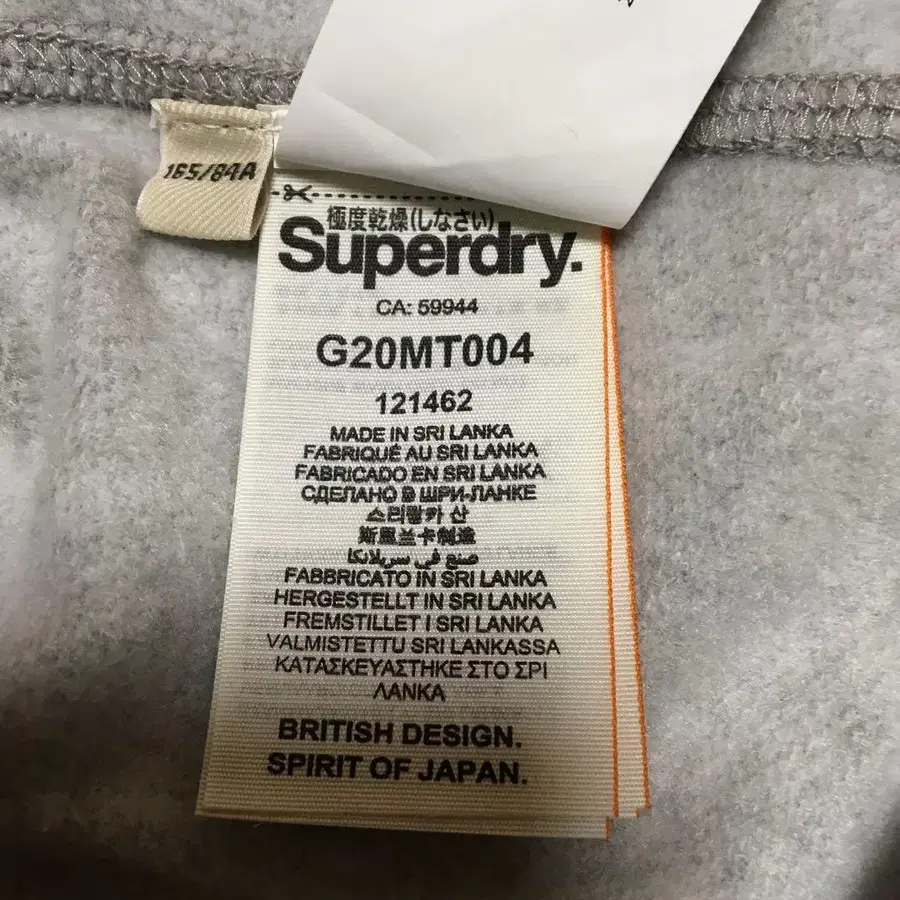 165/84A
極度乾燥(しなさい)
Superdry.
CA: 59944
G20MT004
121462
MADE IN SRI LANKA
FABRIQUÉ AU SRI LANKA
FABRICADO EN SRI LANKA
СДЕЛАНО В ШРИ-ЛАНКЕ
스리랑카 산
斯里兰卡制造
صنع في سريلانكا
FABBRICATO IN SRI LANKA
HERGESTELLT IN SRI LANKA
FREMSTILLET I SRI LANKA
VALMISTETTU SRI LANKASSA
ΚΑΤΑΣΚΕΥΑΣΤΗΚΕ ΣΤΟ ΣΡΙ
ΛΑΝΚΑ
BRITISH DESIGN.
SPIRIT OF JAPAN.